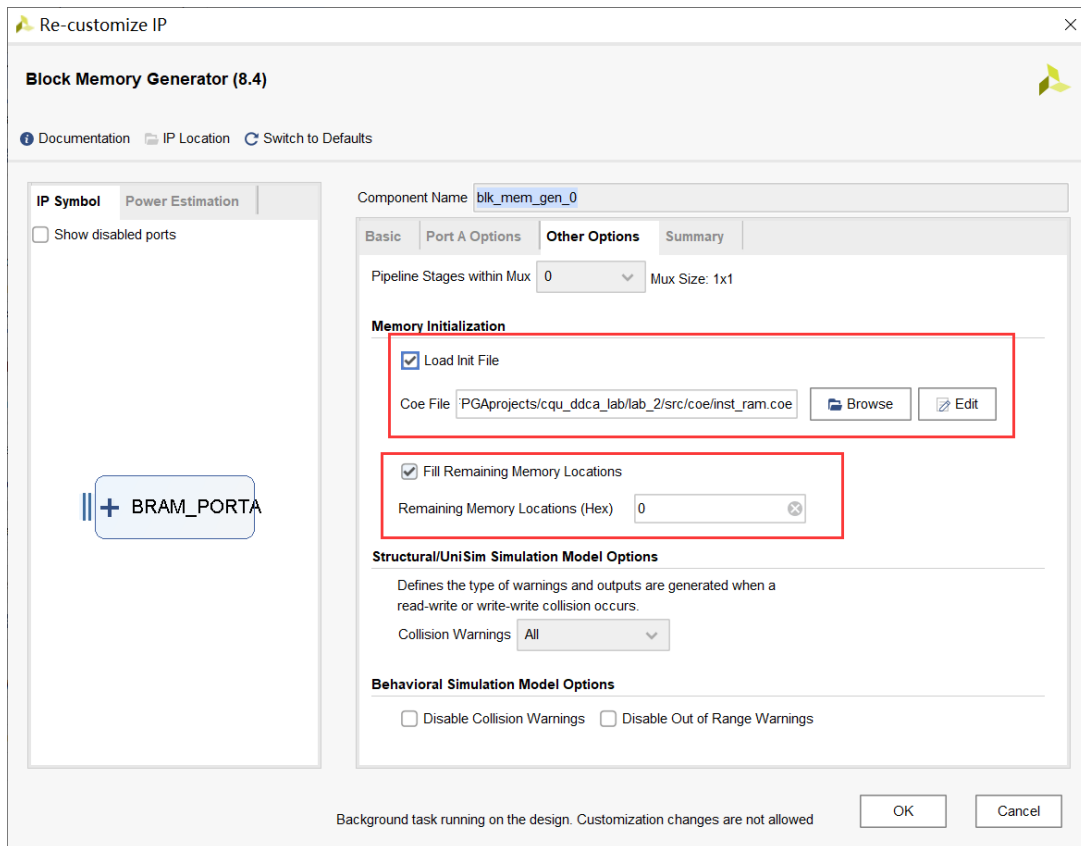 Re-customize IP
Block Memory Generator (8.4)
Documentation IP Location Switch to Defaults
IP Symbol Power Estimation
Show disabled ports
BRAM_PORTA
Component Name blk_mem_gen_0
Basic Port A Options Other Options Summary
Pipeline Stages within Mux 0 Mux Size: 1x1
Memory Initialization
Load Init File
Coe File PGAprojects/cqu_ddca_lab/lab_2/src/coe/inst_ram.coe Browse Edit
Fill Remaining Memory Locations
Remaining Memory Locations (Hex) 0
Structural/UniSim Simulation Model Options
Defines the type of warnings and outputs are generated when a
read-write or write-write collision occurs.
Collision Warnings All
Behavioral Simulation Model Options
Disable Collision Warnings Disable Out of Range Warnings
Background task running on the design. Customization changes are not allowed OK Cancel